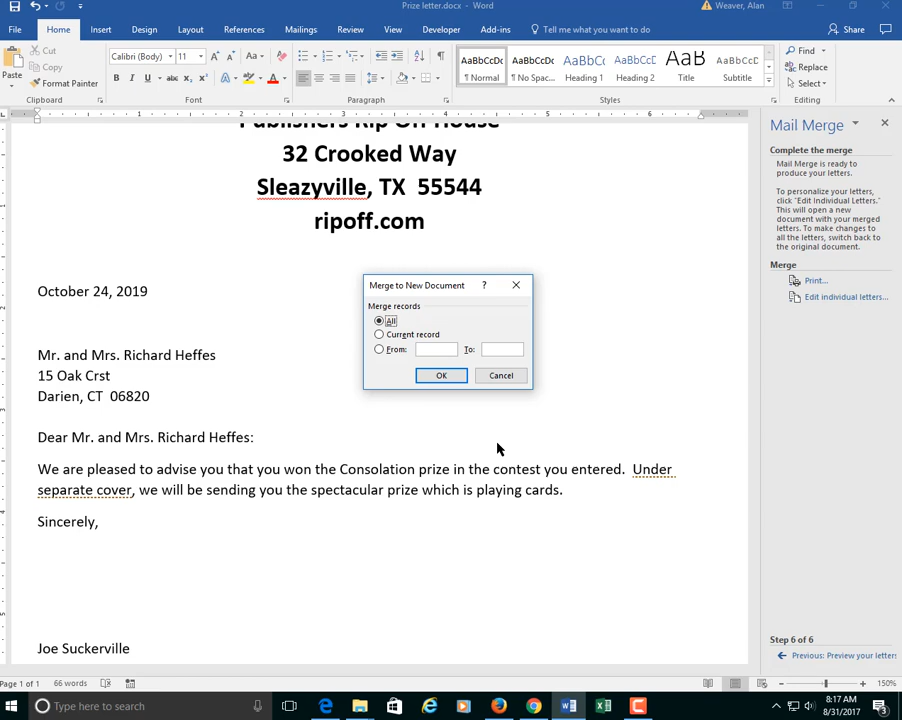 Prize letter.docx - Word
Weaver, Alan
File Home Insert Design Layout References Mailings Review View Developer Add-ins Tell me what you want to do Share
Paste
Cut
Copy
Format Painter
Clipboard
Calibri (Body) 11
Font
Paragraph
AaBbCcDc AaBbCcDc AaBbCc AaBbCcC AaB AaBbCcD
¶ Normal ¶ No Spac... Heading 1 Heading 2 Title Subtitle
Styles
Find
Replace
Select
Editing
Publishers Rip Off House
32 Crooked Way
Sleazyville, TX 55544
ripoff.com
October 24, 2019
Mr. and Mrs. Richard Heffes
15 Oak Crst
Darien, CT 06820
Dear Mr. and Mrs. Richard Heffes:
We are pleased to advise you that you won the Consolation prize in the contest you entered. Under
separate cover, we will be sending you the spectacular prize which is playing cards.
Sincerely,
Joe Suckerville
Merge to New Document
Merge records
All
Current record
From: To:
OK Cancel
Mail Merge
Complete the merge
Mail Merge is ready to
produce your letters.
To personalize your letters,
click "Edit Individual Letters."
This will open a new
document with your merged
letters. To make changes to
all the letters, switch back to
the original document.
Merge
Print...
Edit individual letters...
Step 6 of 6
Previous: Preview your letters
Page 1 of 1 66 words 150%
Type here to search
8:17 AM
8/31/2017